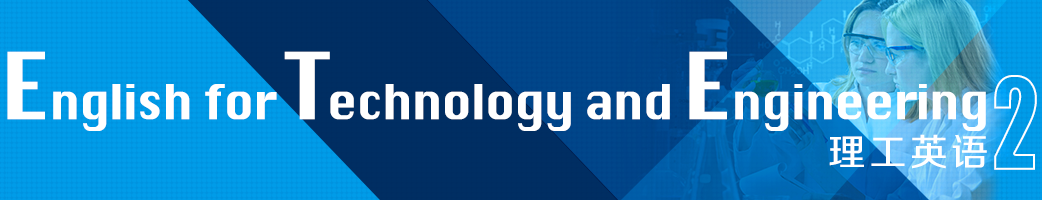 English for Technology and Engineering 2
理工英语